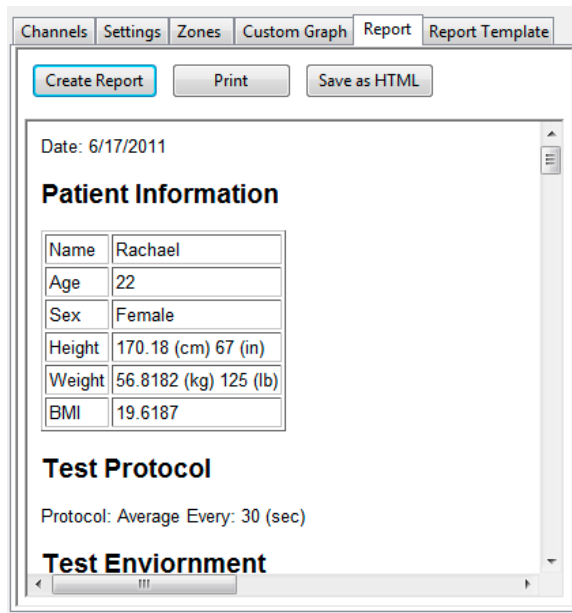 Channels Settings Zones Custom Graph Report Report Template
Create Report Print Save as HTML
Date: 6/17/2011
Patient Information
Name Rachael
Age 22
Sex Female
Height 170.18 (cm) 67 (in)
Weight 56.8182 (kg) 125 (lb)
BMI 19.6187
Test Protocol
Protocol: Average Every: 30 (sec)
Test Enviornment